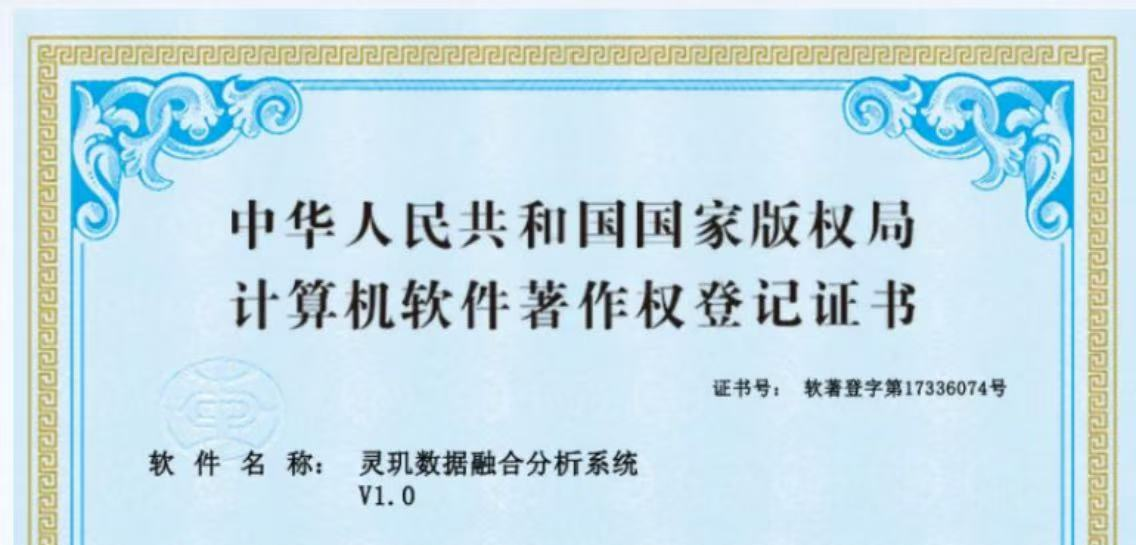 中华人民共和国国家版权局
计算机软件著作权登记证书
证书号： 软著登字第17336074号
软 件 名 称： 灵玑数据融合分析系统
V1.0